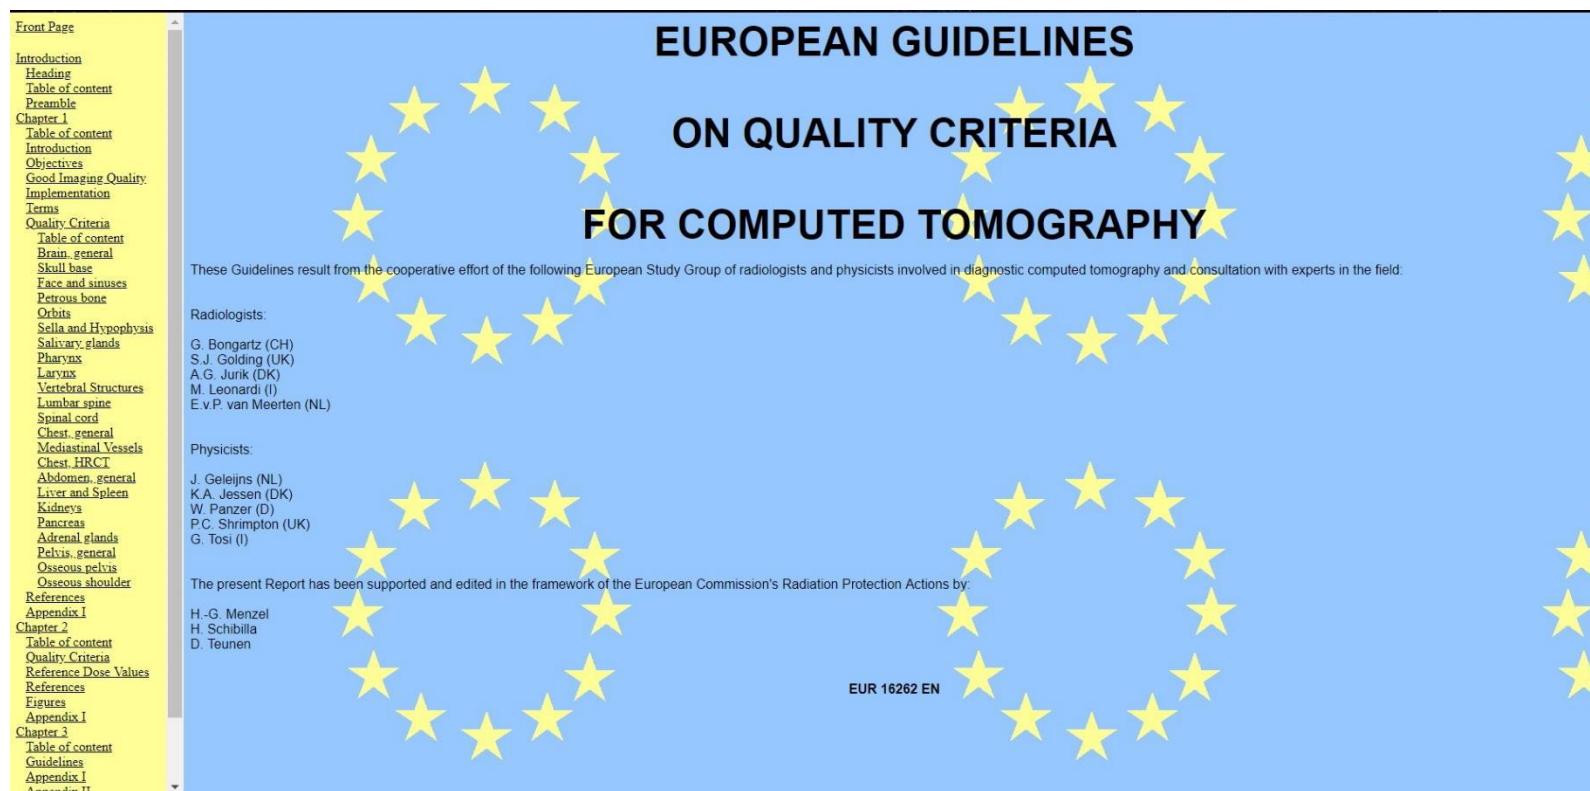 Front Page
Introduction
Heading
Table of content
Preamble
Chapter 1
Table of content
Introduction
Objectives
Good Imaging Quality
Implementation
Terms
Quality Criteria
Table of content
Brain, general
Skull base
Face and sinuses
Petrous bone
Orbits
Sella and Hypophysis
Salivary glands
Pharynx
Larynx
Vertebral Structures
Lumbar spine
Spinal cord
Chest, general
Mediastinal Vessels
Chest, HRCT
Abdomen, general
Liver and Spleen
Kidneys
Pancreas
Adrenal glands
Pelvis, general
Osseous pelvis
Osseous shoulder
References
Appendix I
Chapter 2
Table of content
Quality Criteria
Reference Dose Values
References
Figures
Appendix I
Chapter 3
Table of content
Guidelines
Appendix I
Appendix II
EUROPEAN GUIDELINES
ON QUALITY CRITERIA
FOR COMPUTED TOMOGRAPHY
These Guidelines result from the cooperative effort of the following European Study Group of radiologists and physicists involved in diagnostic computed tomography and consultation with experts in the field:
Radiologists:
G. Bongartz (CH)
S.J. Golding (UK)
A.G. Jurik (DK)
M. Leonardi (I)
E.v.P. van Meerten (NL)
Physicists:
J. Geleijns (NL)
K.A. Jessen (DK)
W. Panzer (D)
P.C. Shrimpton (UK)
G. Tosi (I)
The present Report has been supported and edited in the framework of the European Commission's Radiation Protection Actions by:
H.-G. Menzel
H. Schibilla
D. Teunen
EUR 16262 EN